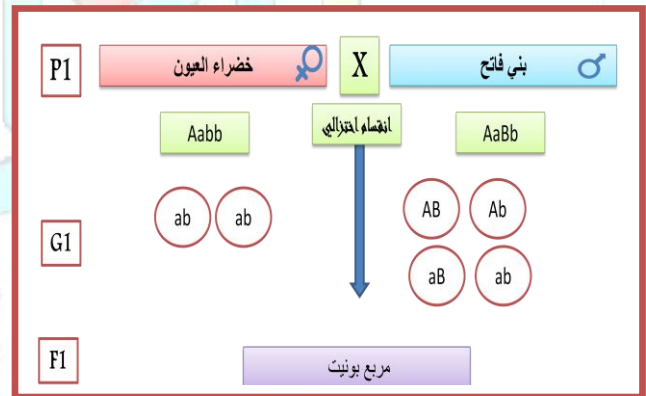 P1
خضراء العيون
X
بني فاتح
Aabb
انقسام اختزالي
AaBb
G1
ab ab
AB Ab
aB ab
F1
مربع بونيت